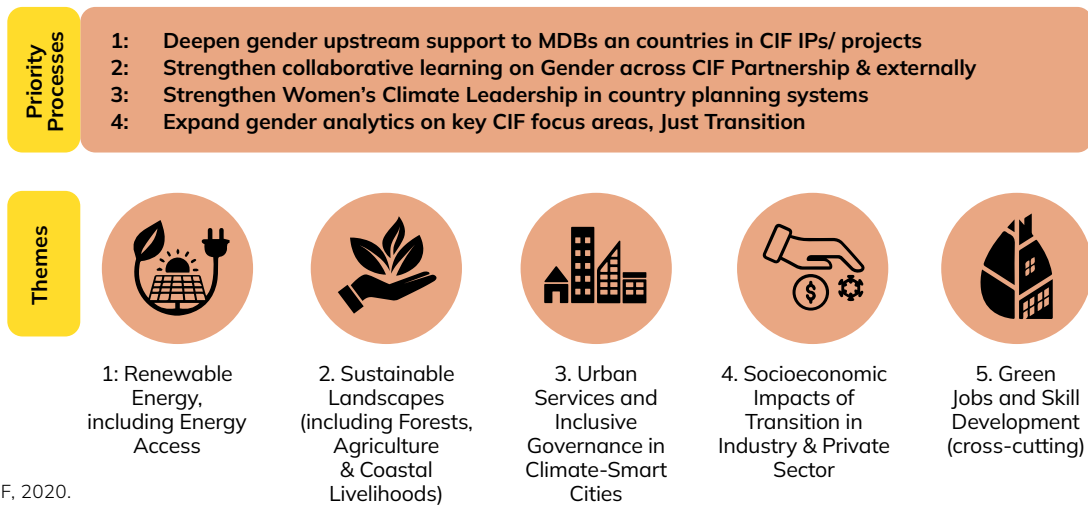 Priority
Processes
1: Deepen gender upstream support to MDBs an countries in CIF IPs/ projects
2: Strengthen collaborative learning on Gender across CIF Partnership & externally
3: Strengthen Women's Climate Leadership in country planning systems
4: Expand gender analytics on key CIF focus areas, Just Transition
Themes
$
1: Renewable
Energy,
including Energy
Access
2. Sustainable
Landscapes
(including Forests,
Agriculture
& Coastal
Livelihoods)
3. Urban
Services and
Inclusive
Governance in
Climate-Smart
Cities
4. Socioeconomic
Impacts of
Transition in
Industry & Private
Sector
5. Green
Jobs and Skill
Development
(cross-cutting)
F, 2020.